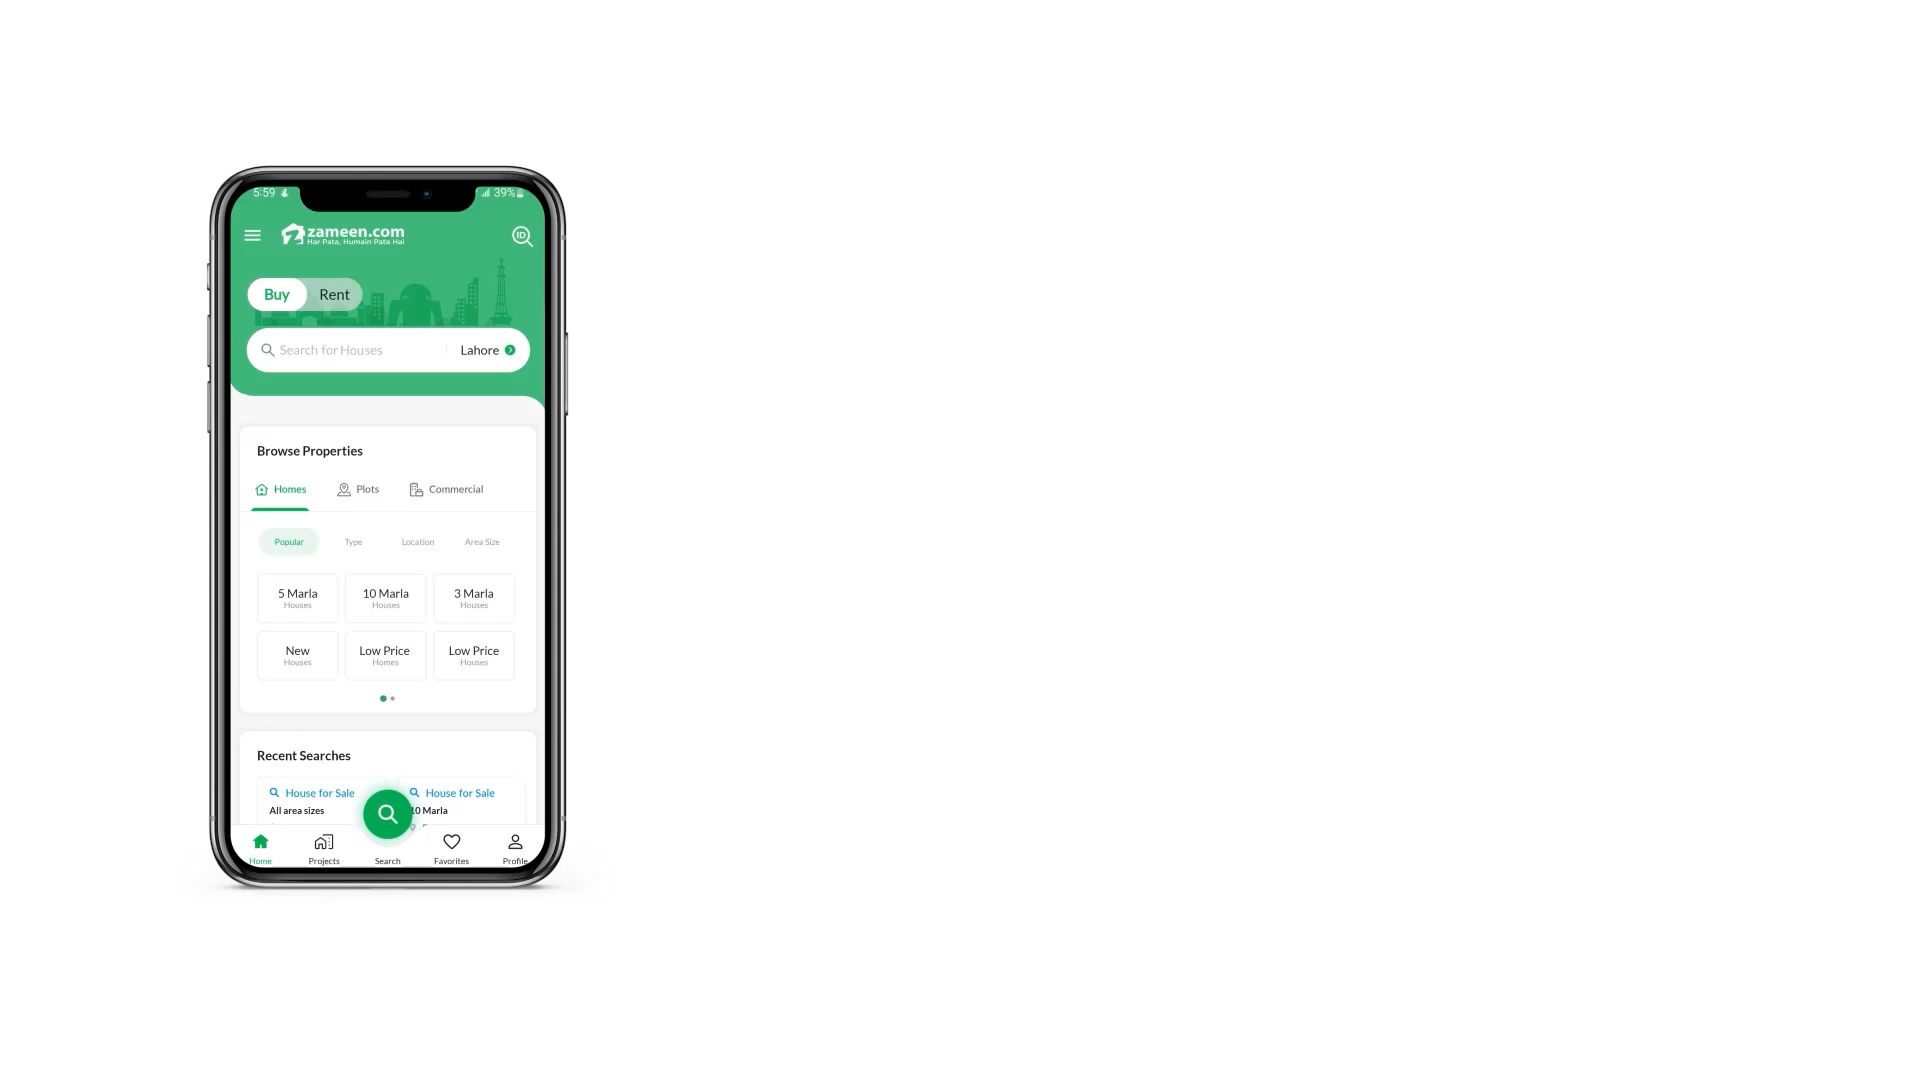 5:59
39%
zameen.com
Har Pata, Humain Pata Hai
ID
Buy Rent
Search for Houses Lahore
Browse Properties
Homes Plots Commercial
Popular Type Location Area Size
5 Marla 10 Marla 3 Marla
Houses Houses Houses
New Low Price Low Price
Houses Homes Houses
Recent Searches
House for Sale House for Sale
All area sizes 10 Marla
Home Projects Search Favorites Profile